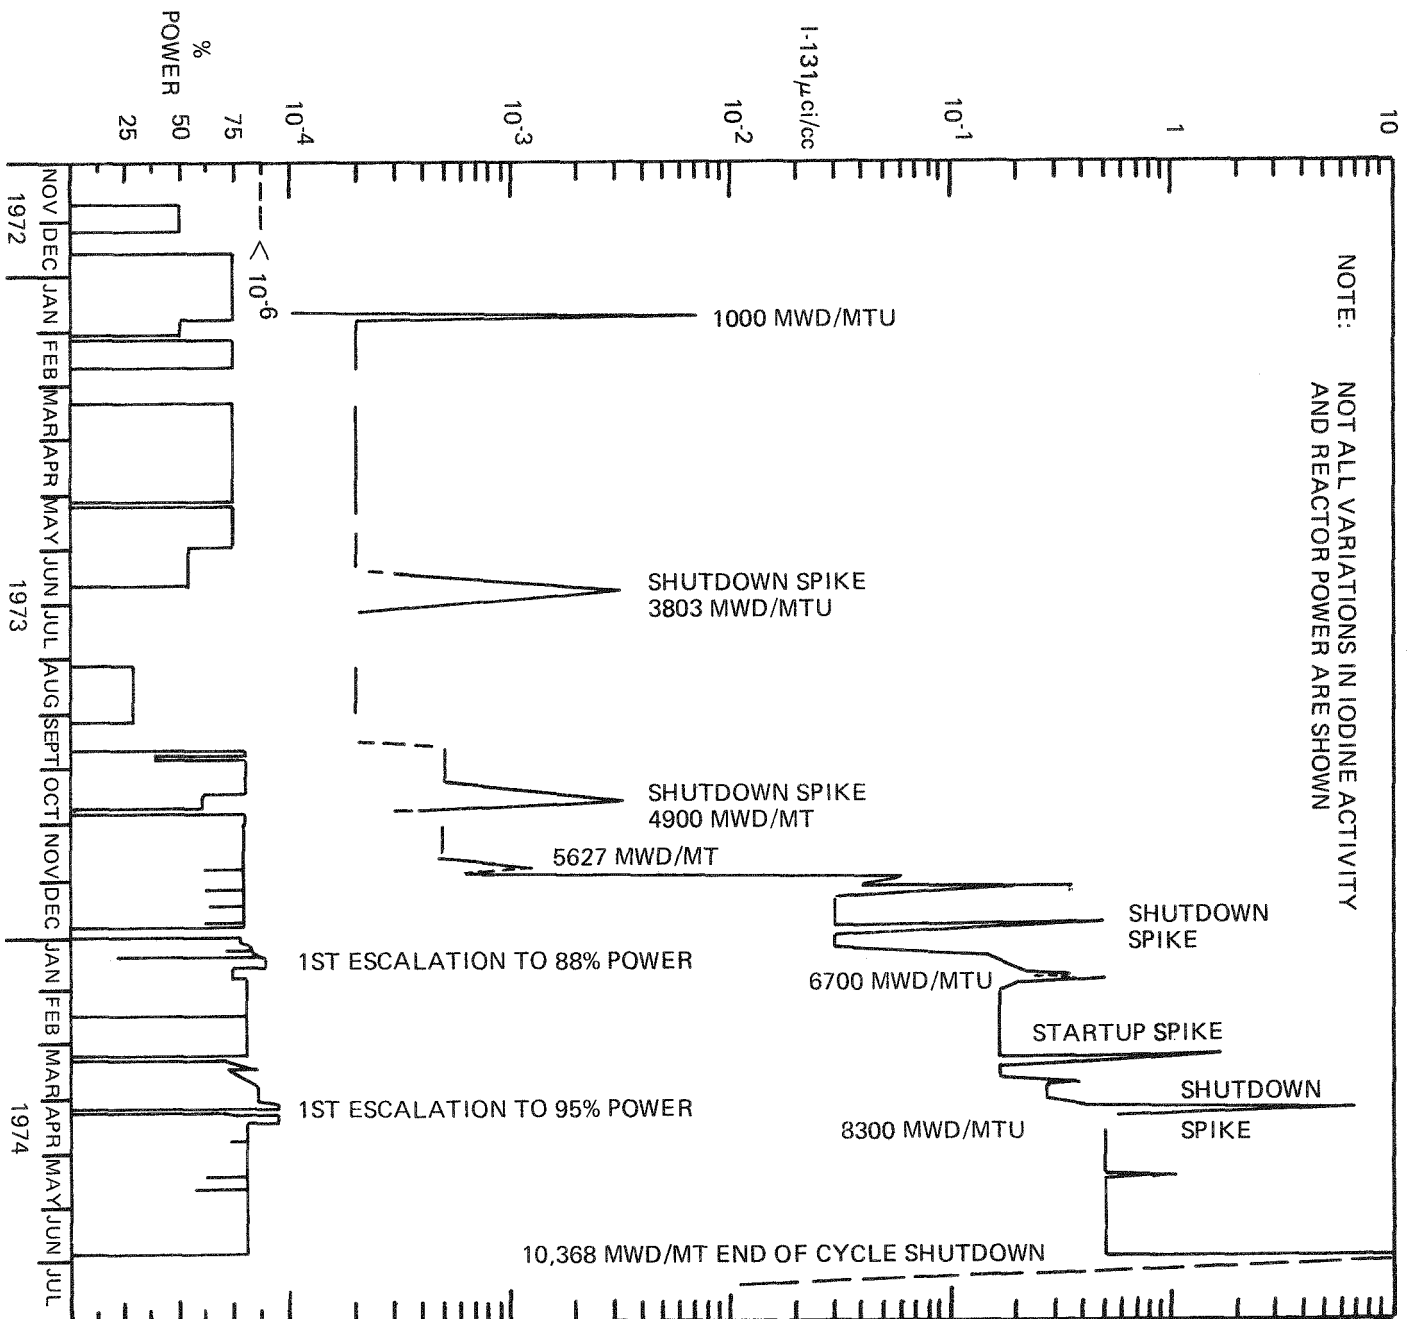 NOTE: NOT ALL VARIATIONS IN IODINE ACTIVITY
AND REACTOR POWER ARE SHOWN
I-131μci/cc
10
1
10-1
10-2
10-3
10-4
%
POWER
75
50
25
< 10-6
1000 MWD/MTU
SHUTDOWN SPIKE
3803 MWD/MTU
SHUTDOWN SPIKE
4900 MWD/MT
5627 MWD/MT
SHUTDOWN
SPIKE
1ST ESCALATION TO 88% POWER
6700 MWD/MTU
STARTUP SPIKE
SHUTDOWN
SPIKE
1ST ESCALATION TO 95% POWER
8300 MWD/MTU
10,368 MWD/MT END OF CYCLE SHUTDOWN
NOV DEC JAN FEB MAR APR MAY JUN JUL AUG SEPT OCT NOV DEC JAN FEB MAR APR MAY JUN JUL
1972 1973 1974